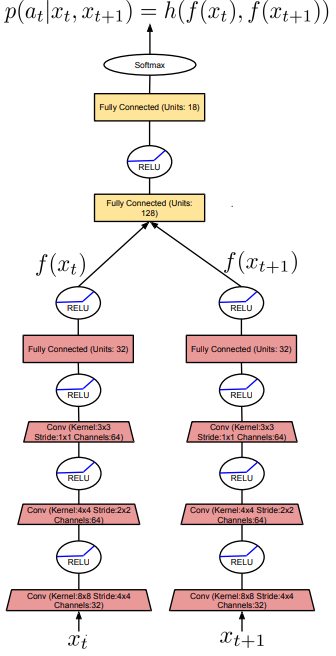 p(a_t|x_t, x_{t+1}) = h(f(x_t), f(x_{t+1}))
Softmax
Fully Connected (Units: 18)
RELU
Fully Connected (Units:
128)
f(x_t)
f(x_{t+1})
RELU
RELU
Fully Connected (Units: 32)
Fully Connected (Units: 32)
RELU
RELU
Conv (Kernel:3x3
Stride:1x1 Channels:64)
Conv (Kernel:3x3
Stride:1x1 Channels:64)
RELU
RELU
Conv (Kernel:4x4 Stride:2x2
Channels:64)
Conv (Kernel:4x4 Stride:2x2
Channels:64)
RELU
RELU
Conv (Kernel:8x8 Stride:4x4
Channels:32)
Conv (Kernel:8x8 Stride:4x4
Channels:32)
x_i
x_{t+1}